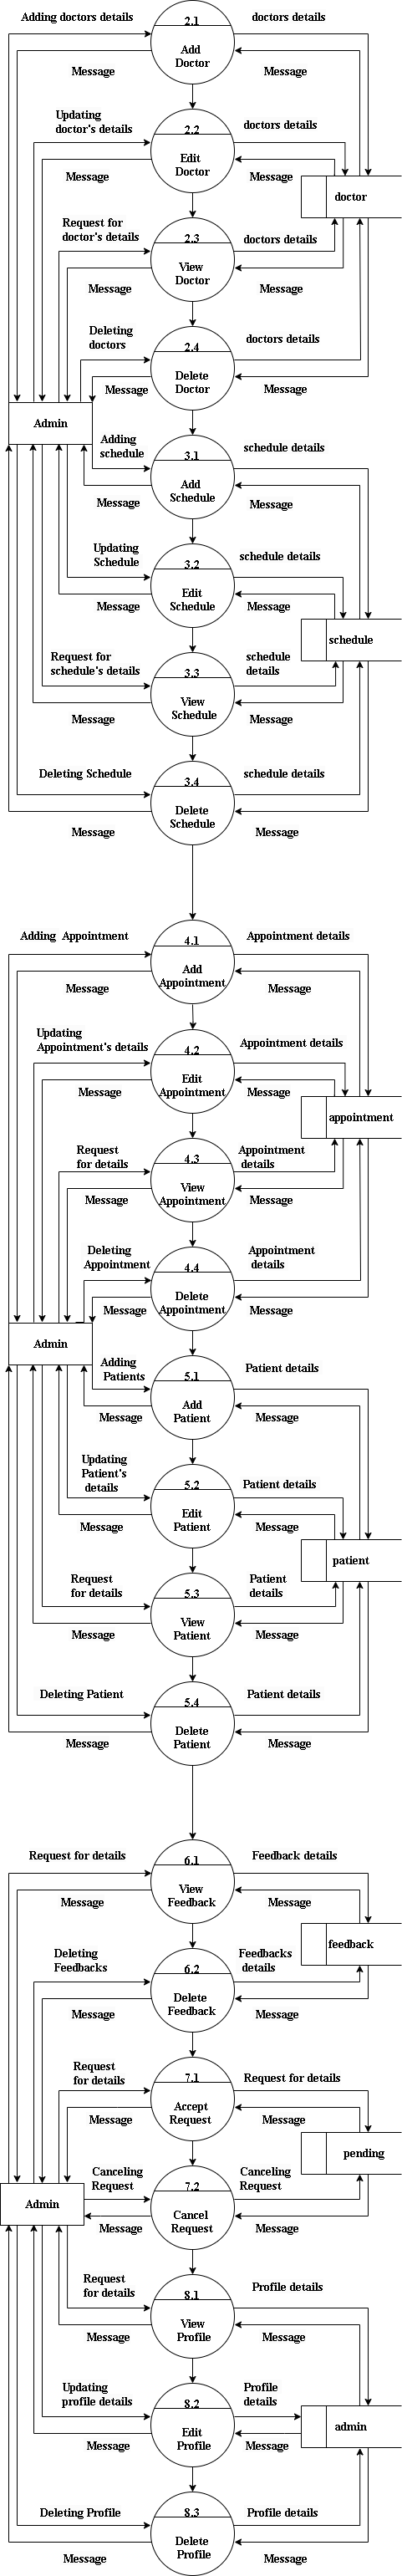 Adding doctors details
2.1
doctors details
Add
Doctor
Message
Message
Updating
doctor's details
2.2
doctors details
Edit
Doctor
Message
Message
doctor
Request for
doctor's details
2.3
doctors details
View
Doctor
Message
Message
Deleting
doctors
2.4
doctors details
Delete
Doctor
Message
Message
Admin
Adding
schedule
3.1
schedule details
Add
Schedule
Message
Message
Updating
Schedule
3.2
schedule details
Edit
Schedule
Message
Message
schedule
Request for
schedule's details
3.3
schedule
details
View
Schedule
Message
Message
Deleting Schedule
3.4
schedule details
Delete
Schedule
Message
Message
Adding Appointment
4.1
Appointment details
Add
Appointment
Message
Message
Updating
Appointment's details
4.2
Appointment details
Edit
Appointment
Message
Message
appointment
Request
for details
4.3
Appointment
details
View
Appointment
Message
Message
Deleting
Appointment
4.4
Appointment
details
Delete
Appointment
Message
Message
Admin
Adding
Patients
5.1
Patient details
Add
Patient
Message
Message
Updating
Patient's
details
5.2
Patient details
Edit
Patient
Message
Message
patient
Request
for details
5.3
Patient
details
View
Patient
Message
Message
Deleting Patient
5.4
Patient details
Delete
Patient
Message
Message
Request for details
6.1
Feedback details
View
Feedback
Message
Message
feedback
Deleting
Feedbacks
6.2
Feedbacks
details
Delete
Feedback
Message
Message
Request
for details
7.1
Request for details
Accept
Request
Message
Message
pending
Canceling
Request
7.2
Canceling
Request
Cancel
Request
Message
Message
Admin
Request
for details
8.1
Profile details
View
Profile
Message
Message
Updating
profile details
8.2
Profile
details
Edit
Profile
Message
Message
admin
Deleting Profile
8.3
Profile details
Delete
Profile
Message
Message